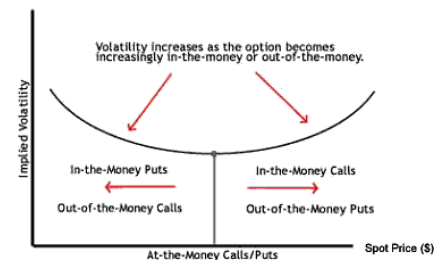 Volatility increases as the option becomes
increasingly in-the-money or out-of-the-money.
Implied Volatility
In-the-Money Puts
In-the-Money Calls
Out-of-the-Money Calls
Out-of-the-Money Puts
At-the-Money Calls/Puts
Spot Price ($)